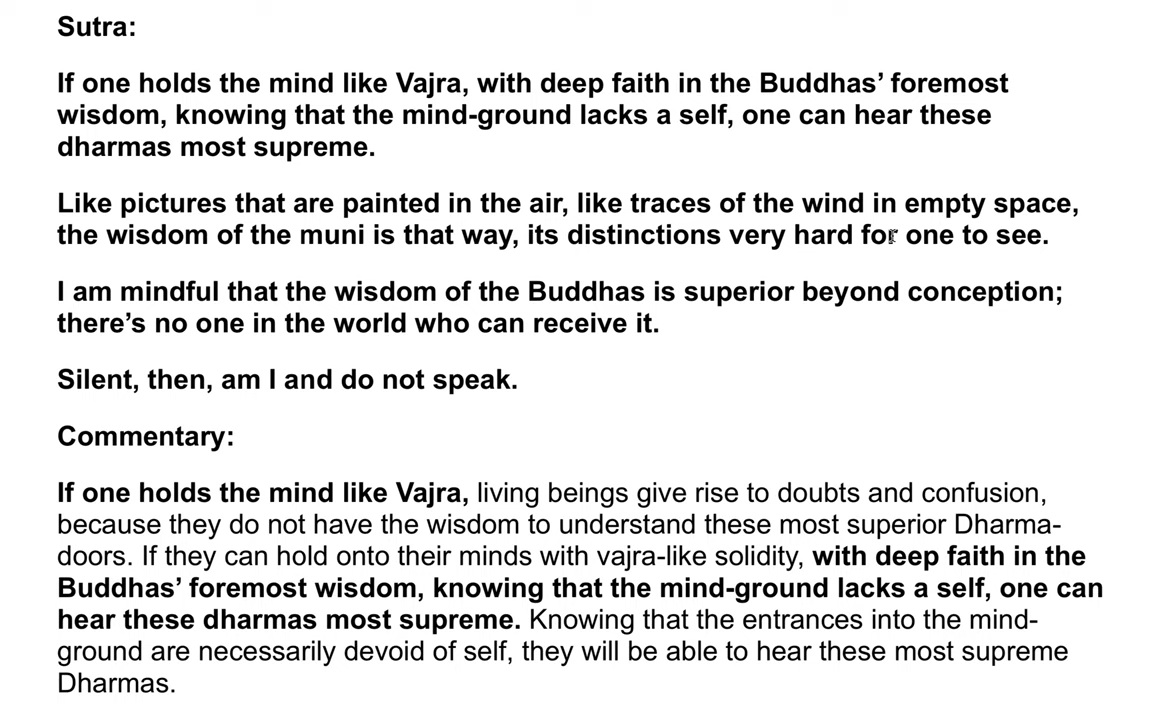 Sutra:
If one holds the mind like Vajra, with deep faith in the Buddhas’ foremost
wisdom, knowing that the mind-ground lacks a self, one can hear these
dharmas most supreme.
Like pictures that are painted in the air, like traces of the wind in empty space,
the wisdom of the muni is that way, its distinctions very hard for one to see.
I am mindful that the wisdom of the Buddhas is superior beyond conception;
there’s no one in the world who can receive it.
Silent, then, am I and do not speak.
Commentary:
If one holds the mind like Vajra, living beings give rise to doubts and confusion,
because they do not have the wisdom to understand these most superior Dharma-
doors. If they can hold onto their minds with vajra-like solidity, with deep faith in the
Buddhas’ foremost wisdom, knowing that the mind-ground lacks a self, one can
hear these dharmas most supreme. Knowing that the entrances into the mind-
ground are necessarily devoid of self, they will be able to hear these most supreme
Dharmas.